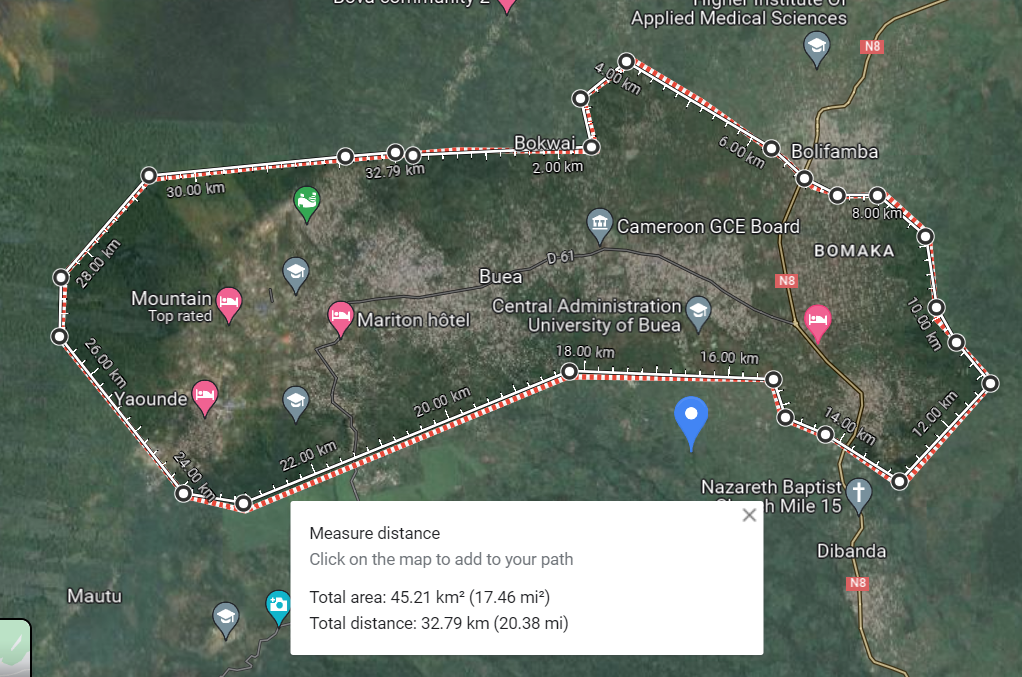 Bova community 2
Higher Institute Of
Applied Medical Sciences
N8
4.00 km
Bokwai
6.00 km
Bolifamba
2.00 km
32.79 km
30.00 km
8.00 km
Cameroon GCE Board
BOMAKA
D-61
28.00 km
Buea
N8
Mountain
Top rated
Central Administration
University of Buea
Mariton hôtel
10.00 km
18.00 km
16.00 km
26.00 km
Yaounde
20.00 km
12.00 km
14.00 km
22.00 km
24.00 km
Nazareth Baptist
Church Mile 15
Measure distance
Click on the map to add to your path
Dibanda
N8
Total area: 45.21 km² (17.46 mi²)
Total distance: 32.79 km (20.38 mi)
Mautu